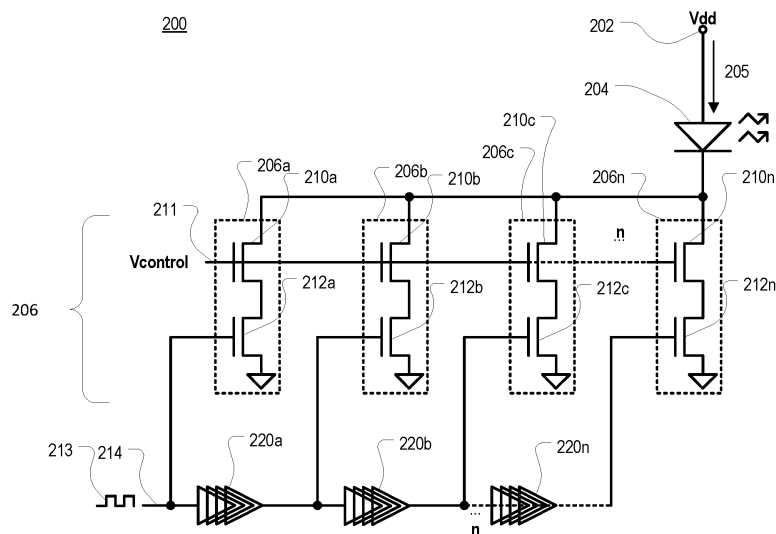 200
Vdd
202
205
204
210c
206c
206a
210a
206b
210b
206n
210n
211
n
...
Vcontrol
212a
212b
212c
212n
206
213
214
220a
220b
220n
...
n